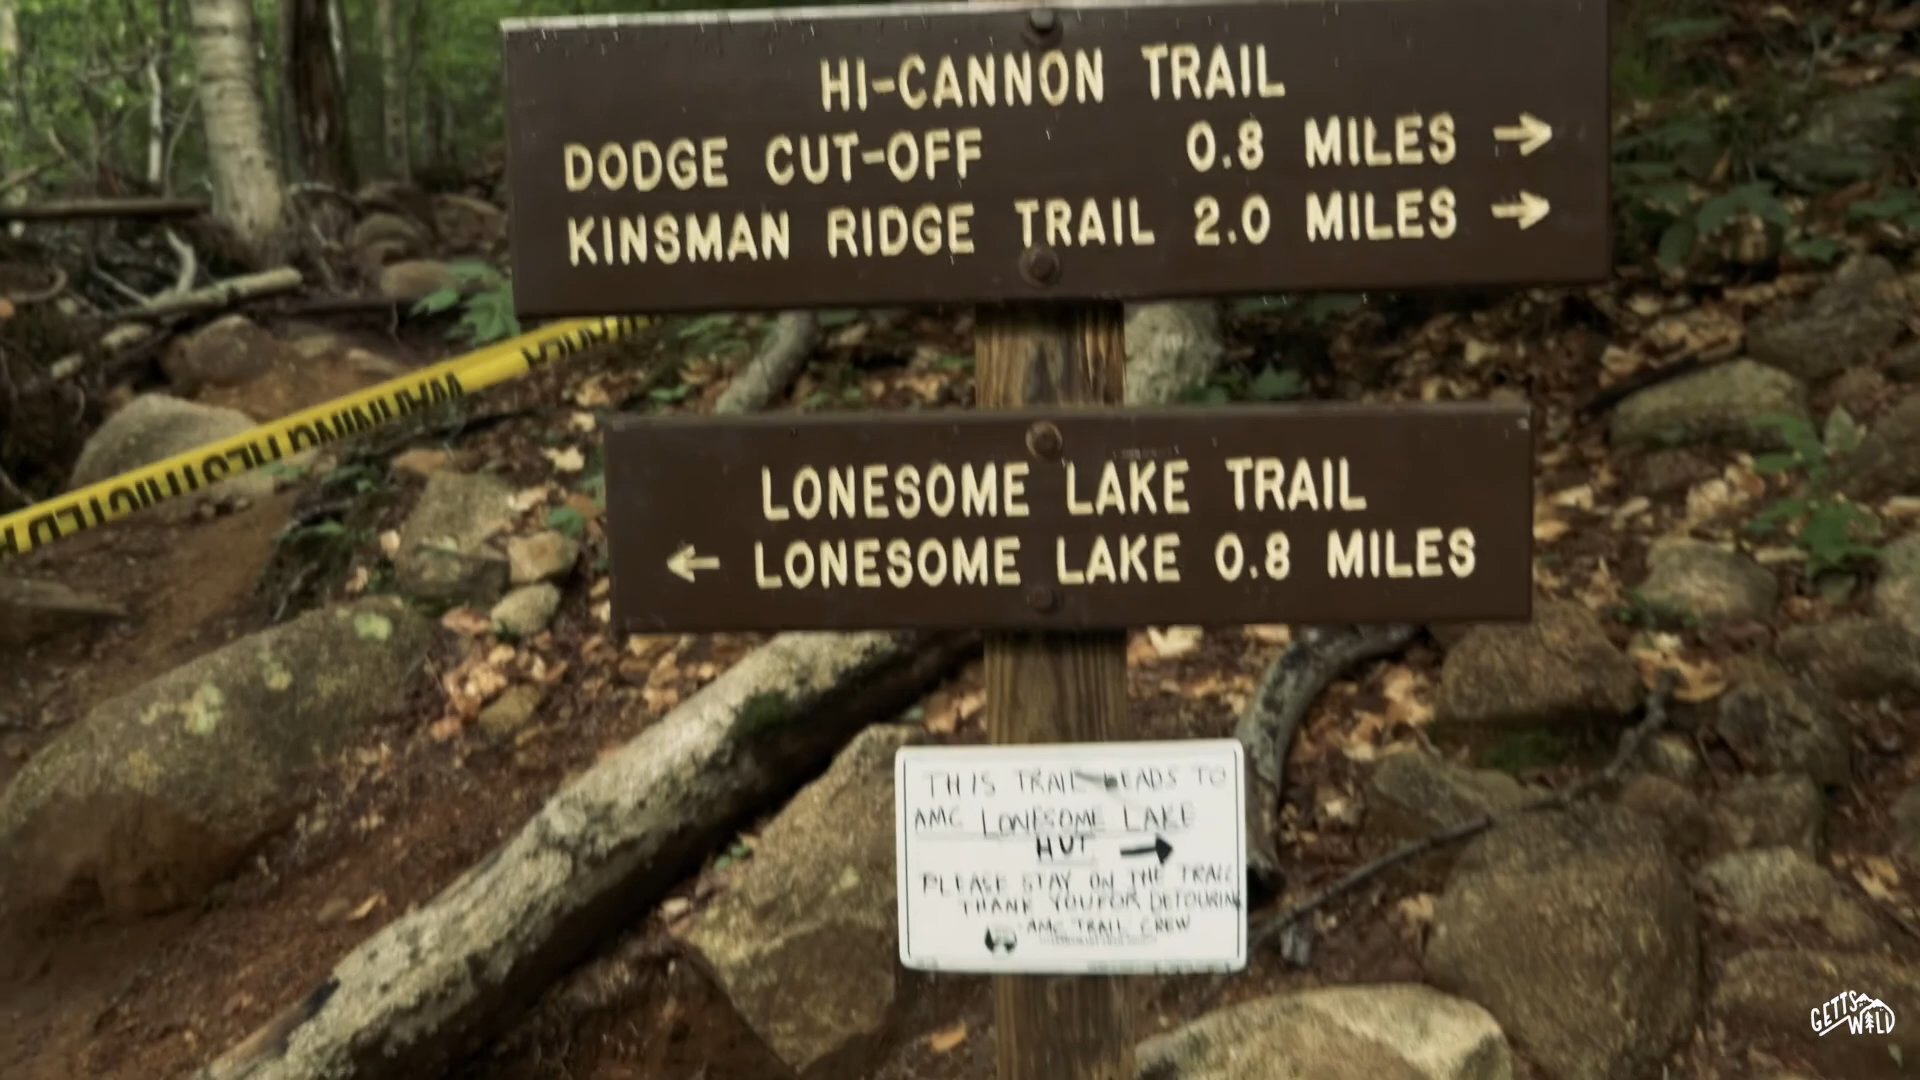 HI-CANNON TRAIL
DODGE CUT-OFF 0.8 MILES →
KINSMAN RIDGE TRAIL 2.0 MILES →
WARNING RESTRICTED
LONESOME LAKE TRAIL
← LONESOME LAKE 0.8 MILES
THIS TRAIL LEADS TO
AMC LONESOME LAKE
HUT →
PLEASE STAY ON THE TRAIL
THANK YOU FOR DETOURING
-AMC TRAIL CREW
GETTS
WILD